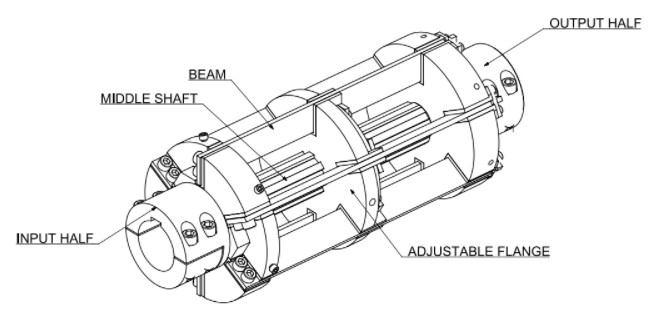 OUTPUT HALF
BEAM
MIDDLE SHAFT
INPUT HALF
ADJUSTABLE FLANGE